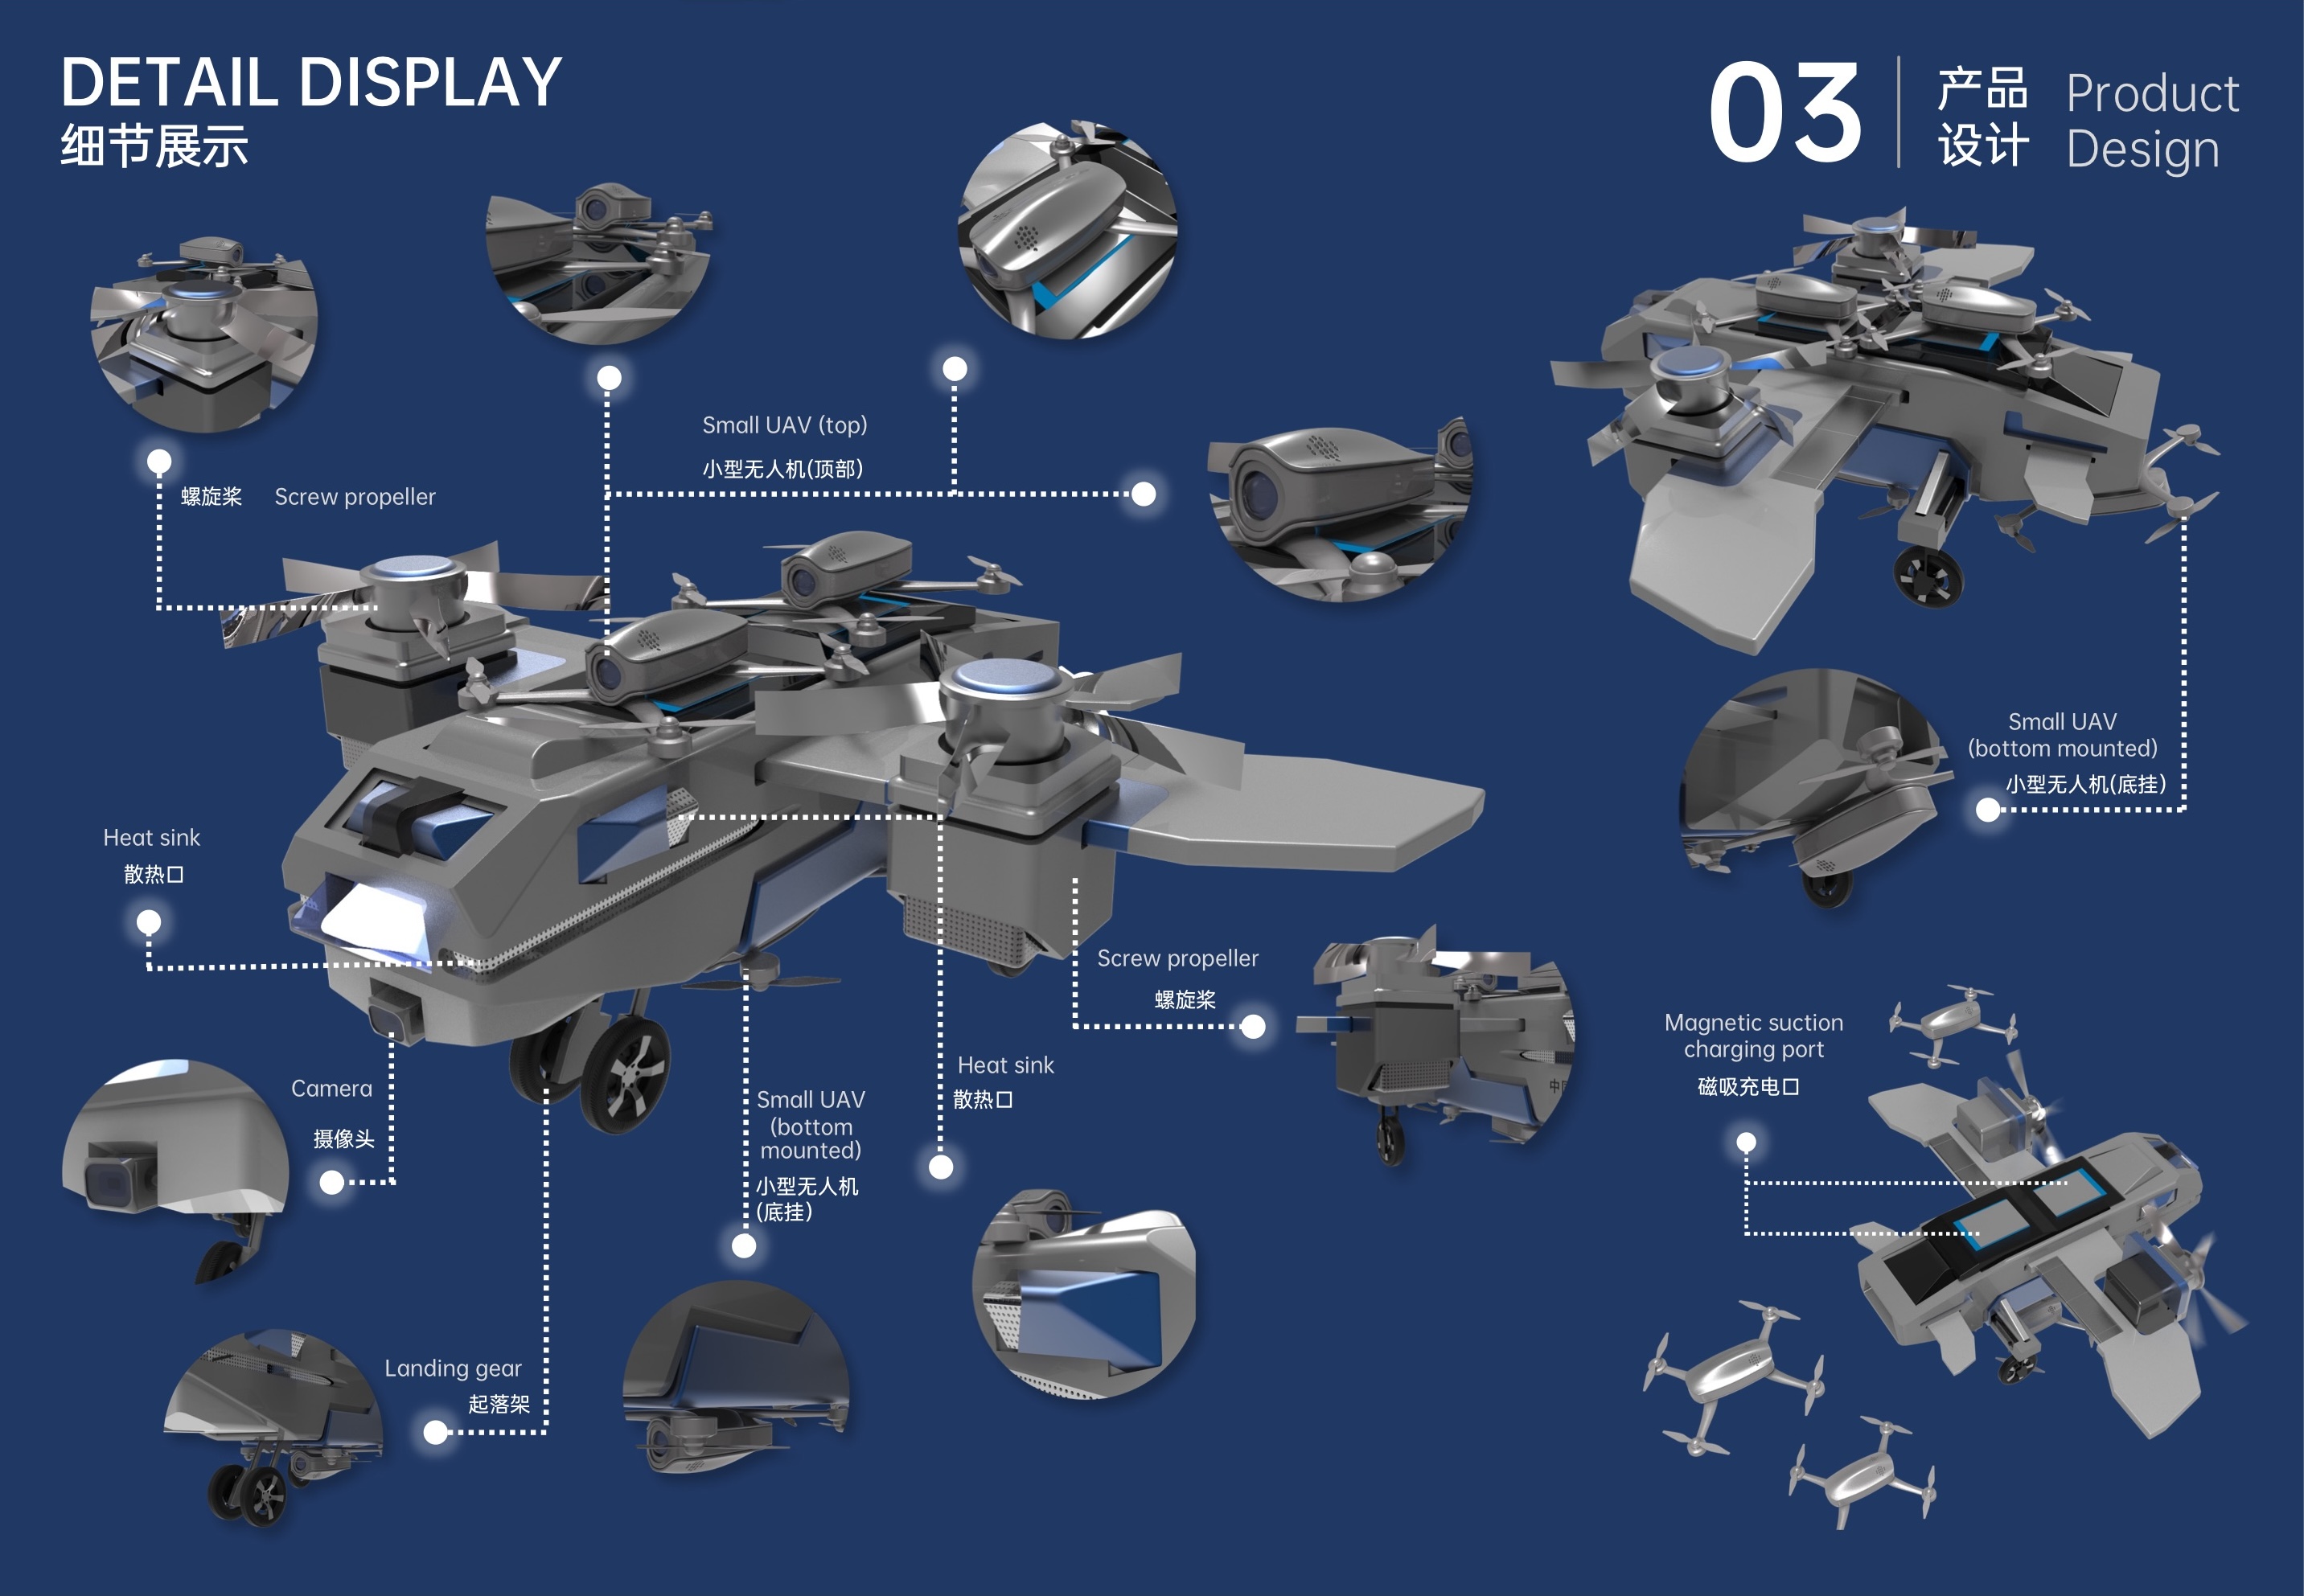 DETAIL DISPLAY
细节展示
03
产品
设计
Product
Design
Small UAV (top)
小型无人机(顶部)
螺旋桨 Screw propeller
Small UAV
(bottom mounted)
小型无人机(底挂)
Heat sink
散热口
Screw propeller
螺旋桨
Magnetic suction
charging port
磁吸充电口
Camera
摄像头
Heat sink
散热口
Small UAV
(bottom
mounted)
小型无人机
(底挂)
Landing gear
起落架